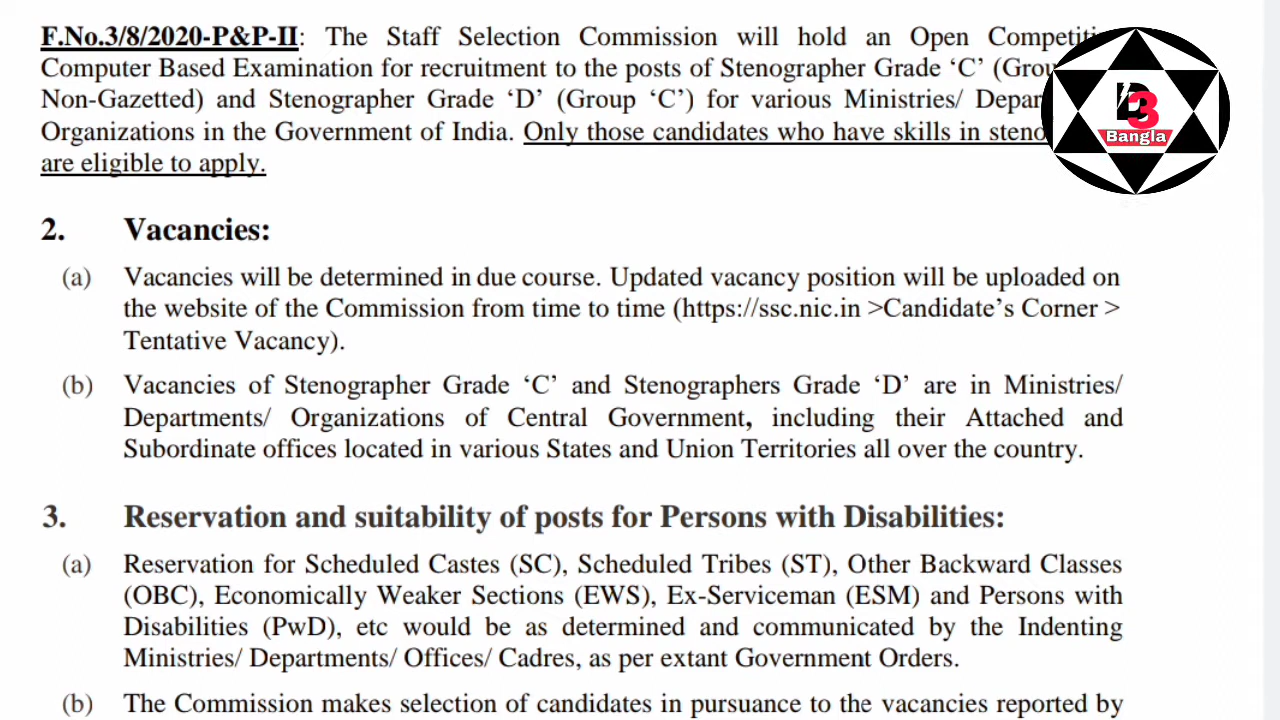 F.No.3/8/2020-P&P-II: The Staff Selection Commission will hold an Open
Computer Based Examination for recruitment to the posts of Stenographer Grade ‘C’
Non-Gazetted) and Stenographer Grade ‘D’ (Group ‘C’) for various Ministries/
Organizations in the Government of India. Only those candidates who have skills in
are eligible to apply.
B3
Bangla
2. Vacancies:
(a) Vacancies will be determined in due course. Updated vacancy position will be uploaded on
the website of the Commission from time to time (https://ssc.nic.in >Candidate’s Corner >
Tentative Vacancy).
(b) Vacancies of Stenographer Grade ‘C’ and Stenographers Grade ‘D’ are in Ministries/
Departments/ Organizations of Central Government, including their Attached and
Subordinate offices located in various States and Union Territories all over the country.
3. Reservation and suitability of posts for Persons with Disabilities:
(a) Reservation for Scheduled Castes (SC), Scheduled Tribes (ST), Other Backward Classes
(OBC), Economically Weaker Sections (EWS), Ex-Serviceman (ESM) and Persons with
Disabilities (PwD), etc would be as determined and communicated by the Indenting
Ministries/ Departments/ Offices/ Cadres, as per extant Government Orders.
(b) The Commission makes selection of candidates in pursuance to the vacancies reported by